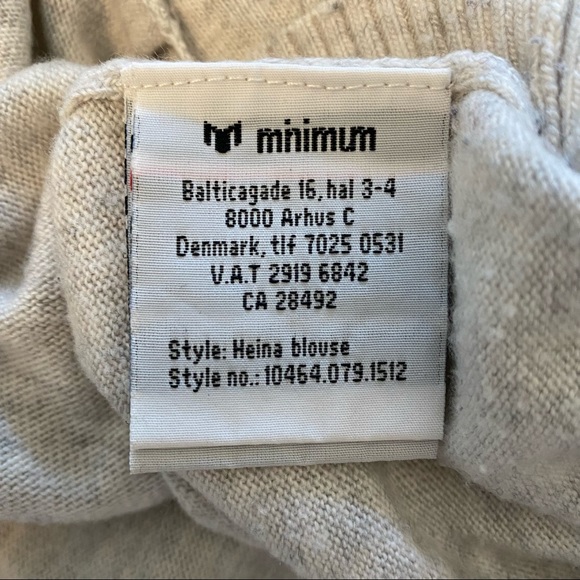 minimum
Balticagade 16, hal 3-4
8000 Arhus C
Denmark, tlf 7025 0531
V.A.T 2919 6842
CA 28492
Style: Heina blouse
Style no.: 10464.079.1512